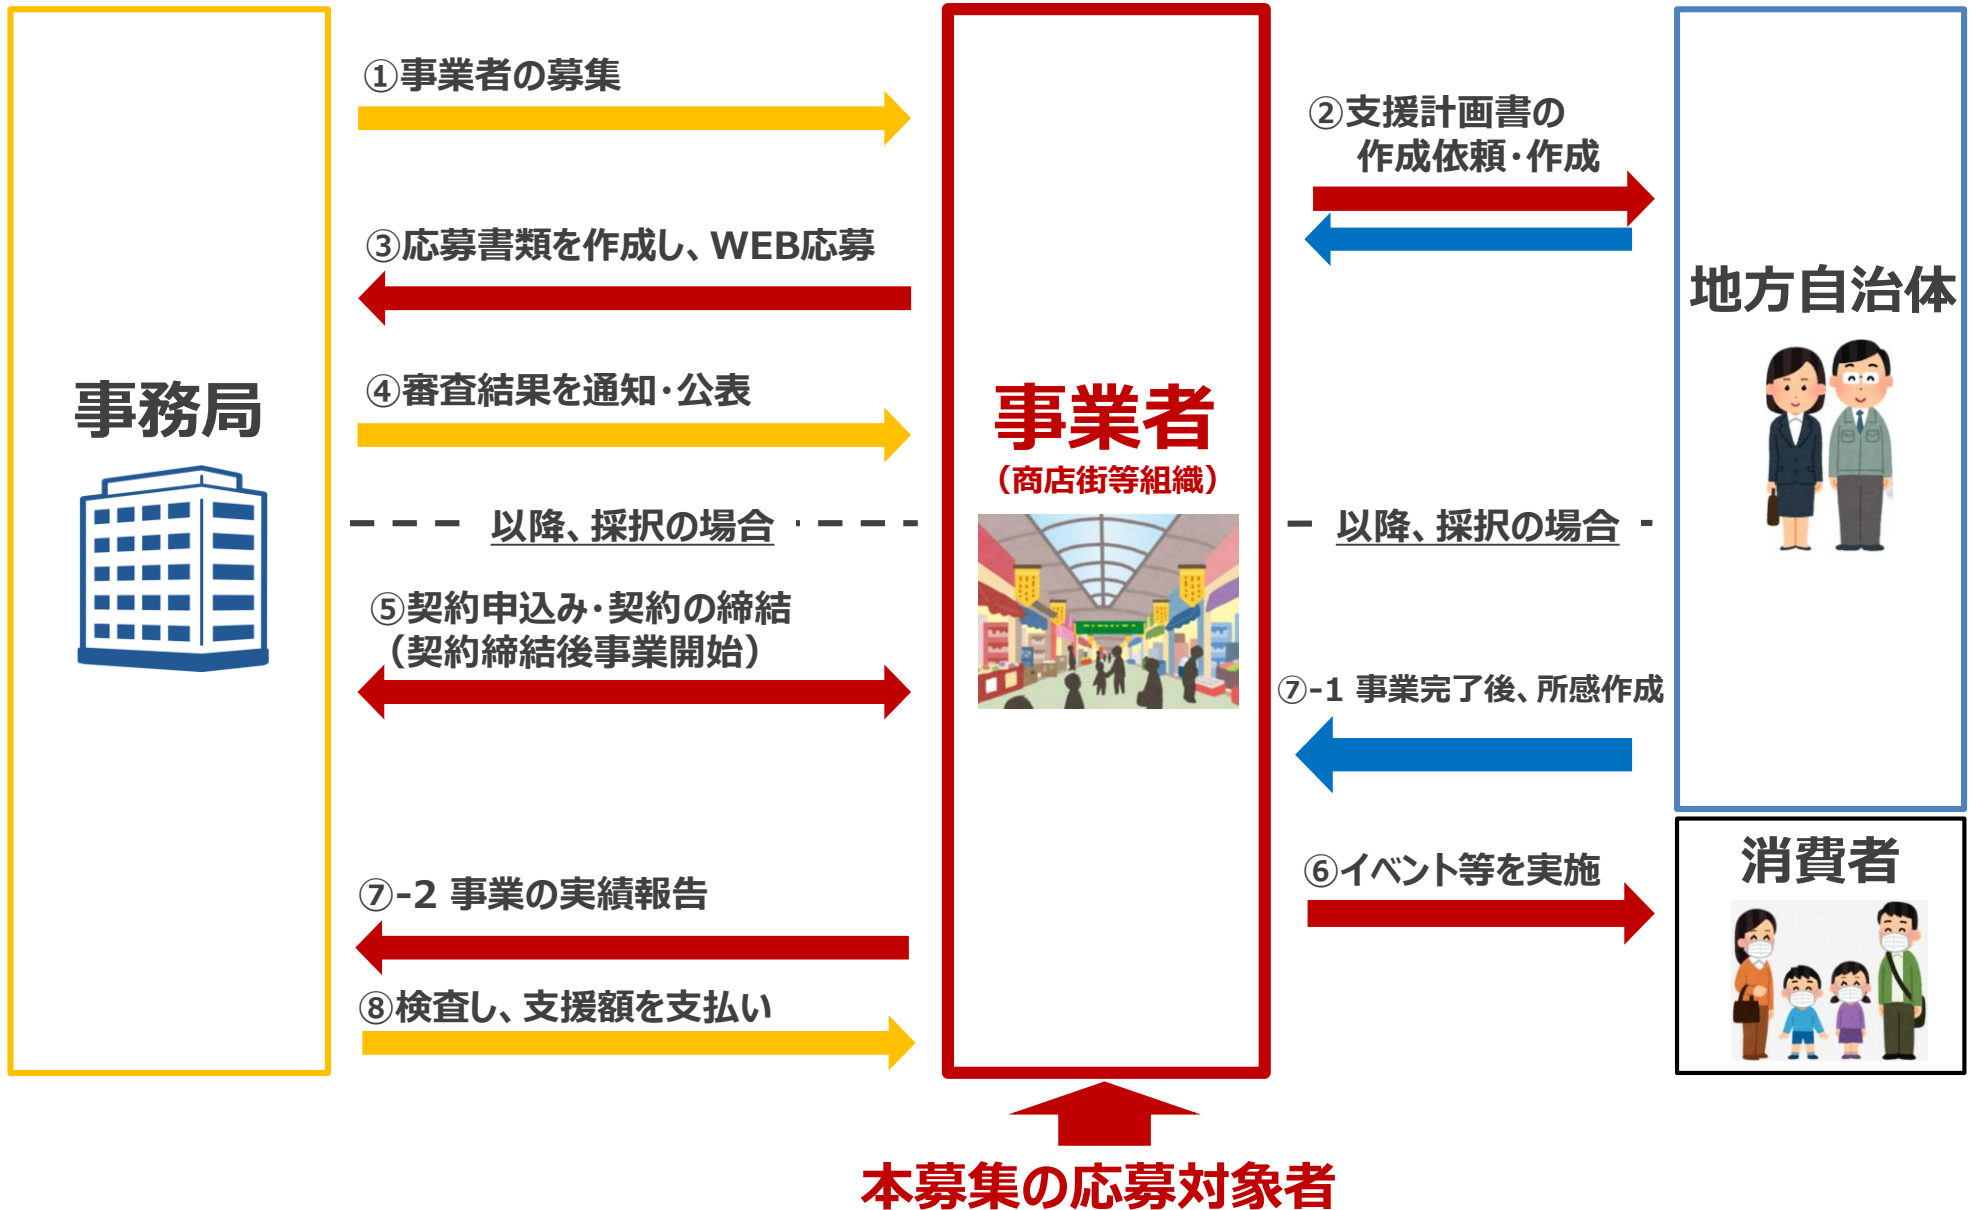 ①事業者の募集
②支援計画書の
作成依頼・作成
③応募書類を作成し、WEB応募
地方自治体
④審査結果を通知・公表
事務局
事業者
（商店街等組織）
以降、採択の場合
以降、採択の場合
⑤契約申込み・契約の締結
（契約締結後事業開始）
⑦-1 事業完了後、所感作成
消費者
⑥イベント等を実施
⑦-2 事業の実績報告
⑧検査し、支援額を支払い
本募集の応募対象者